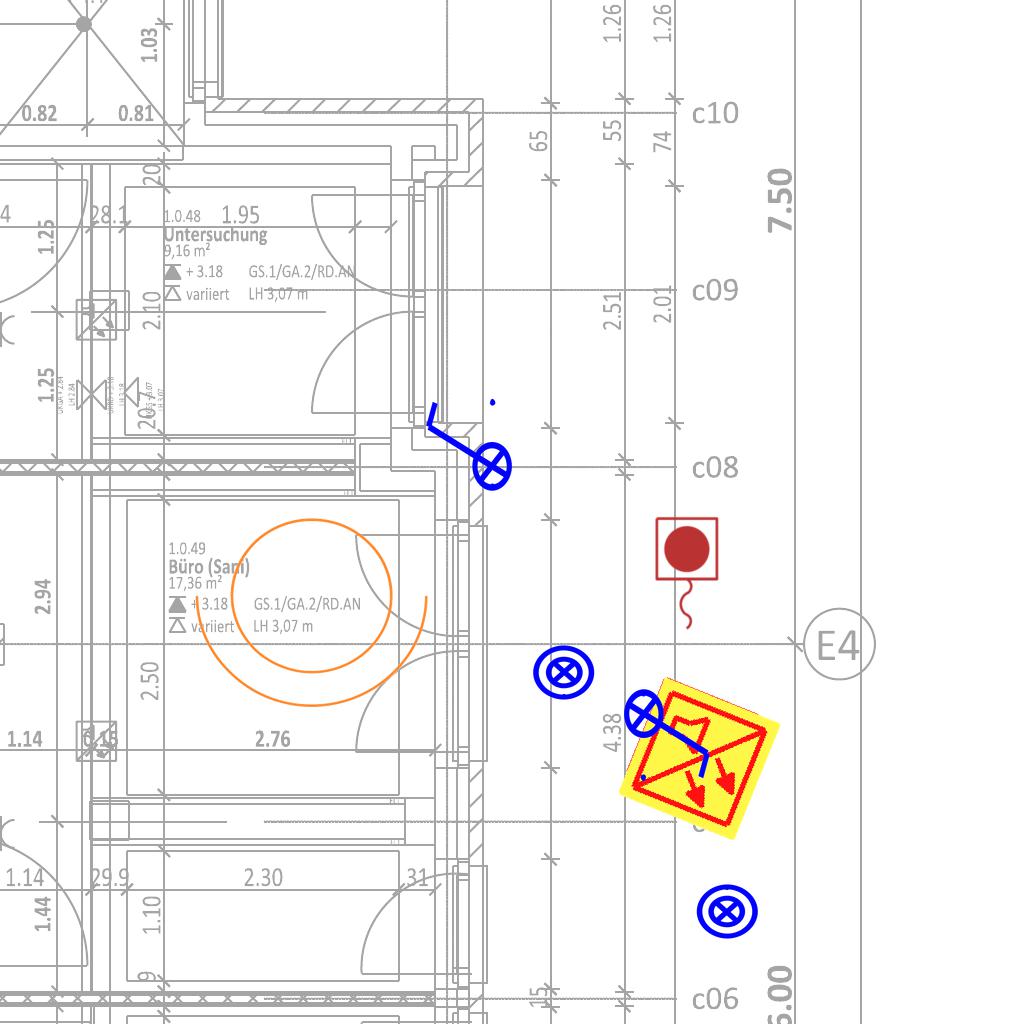 1.26
1.26
1.03
0.82
0.81
c10
65
55
74
20
7.50
4
28.1
1.95
1.25
1.0.48
Untersuchung
9,16 m²
+ 3.18 GS.1/GA.2/RD.AN
variiert LH 3,07 m
c09
2.10
2.51
2.01
1.25
20.7
c08
1.0.49
Büro (Sani)
17,36 m²
+ 3.18 GS.1/GA.2/RD.AN
variiert LH 3,07 m
2.94
E4
2.50
1.14
0.15
2.76
4.38
1.14
29.9
2.30
31
1.44
1.10
9
15
c06
6.00